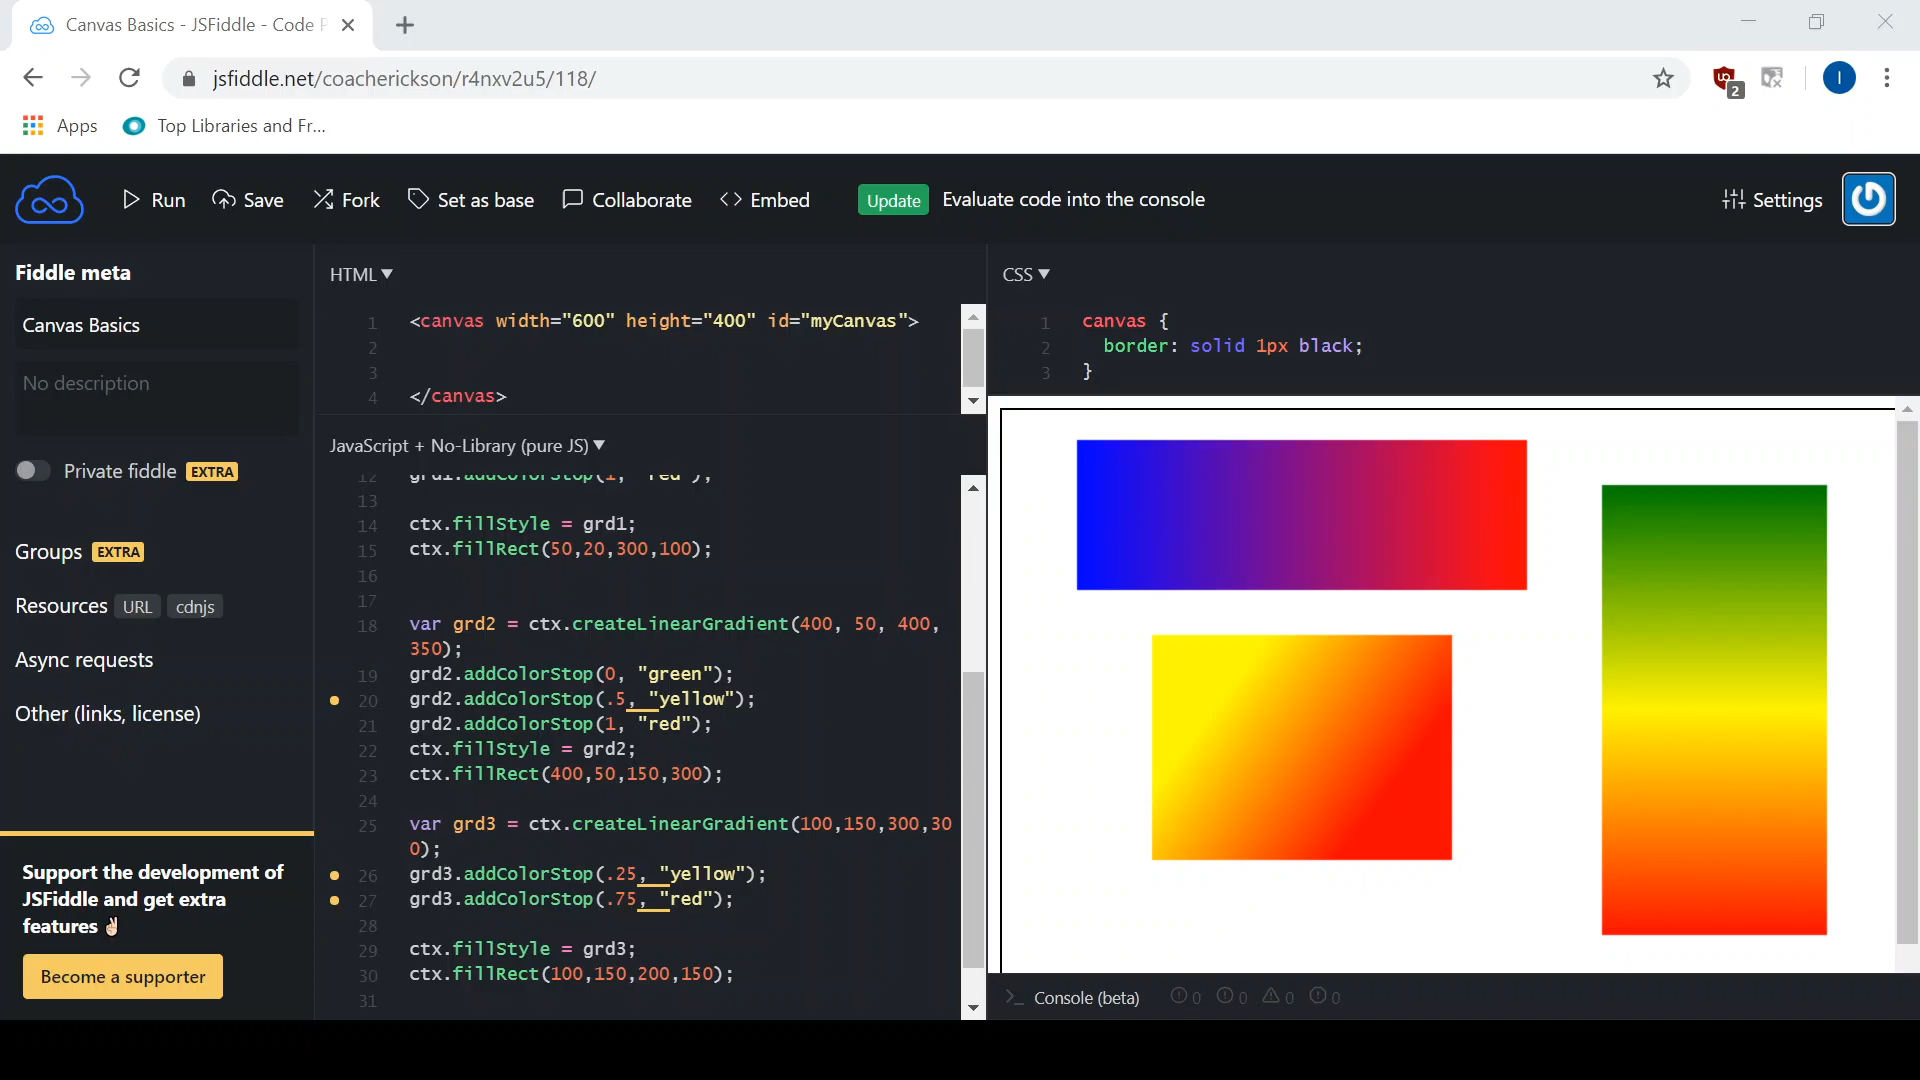 Canvas Basics - JSFiddle - Code P
jsfiddle.net/coacherickson/r4nxv2u5/118/
2
I
Apps
Top Libraries and Fr...
Run
Save
Fork
Set as base
Collaborate
Embed
Update
Evaluate code into the console
Settings
Fiddle meta
Canvas Basics
No description
Private fiddle EXTRA
Groups EXTRA
Resources URL cdnjs
Async requests
Other (links, license)
Support the development of
JSFiddle and get extra
features
Become a supporter
HTML
1 <canvas width="600" height="400" id="myCanvas">
2
3
4 </canvas>
JavaScript + No-Library (pure JS)
12 grd1.addColorStop(1, "red");
13
14 ctx.fillStyle = grd1;
15 ctx.fillRect(50,20,300,100);
16
17
18 var grd2 = ctx.createLinearGradient(400, 50, 400,
350);
19 grd2.addColorStop(0, "green");
20 grd2.addColorStop(.5, "yellow");
21 grd2.addColorStop(1, "red");
22 ctx.fillStyle = grd2;
23 ctx.fillRect(400,50,150,300);
24
25 var grd3 = ctx.createLinearGradient(100,150,300,30
0);
26 grd3.addColorStop(.25, "yellow");
27 grd3.addColorStop(.75, "red");
28
29 ctx.fillStyle = grd3;
30 ctx.fillRect(100,150,200,150);
31
CSS
1 canvas {
2 border: solid 1px black;
3 }
>_ Console (beta) 0 0 0 0